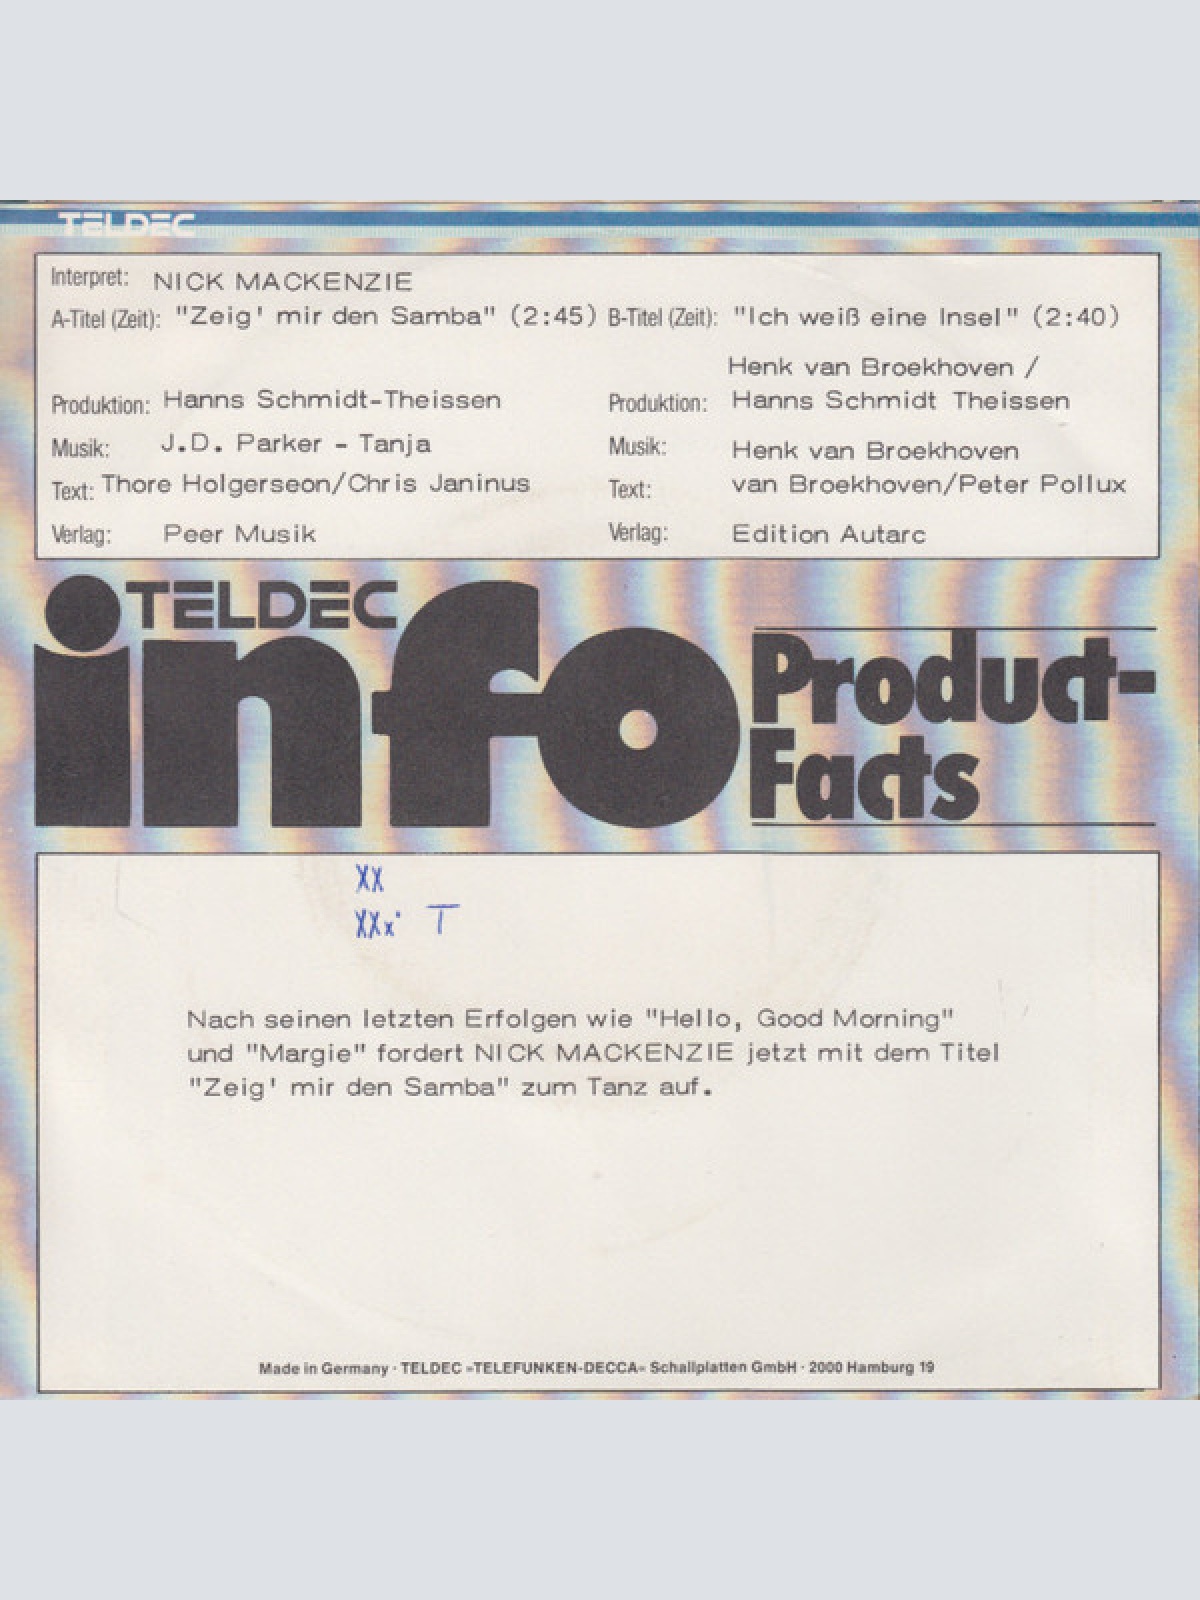 TELDEC
Interpret: NICK MACKENZIE
A-Titel (Zeit): "Zeig' mir den Samba" (2:45) B-Titel (Zeit): "Ich weiß eine Insel" (2:40)
Henk van Broekhoven /
Produktion: Hanns Schmidt-Theissen Produktion: Hanns Schmidt Theissen
Musik: J.D. Parker - Tanja Musik: Henk van Broekhoven
Text: Thore Holgerseon/Chris Janinus Text: van Broekhoven/Peter Pollux
Verlag: Peer Musik Verlag: Edition Autarc
TELDEC
info
Product-
Facts
XX
XXx· T
Nach seinen letzten Erfolgen wie "Hello, Good Morning"
und "Margie" fordert NICK MACKENZIE jetzt mit dem Titel
"Zeig' mir den Samba" zum Tanz auf.
Made in Germany · TELDEC »TELEFUNKEN-DECCA« Schallplatten GmbH · 2000 Hamburg 19